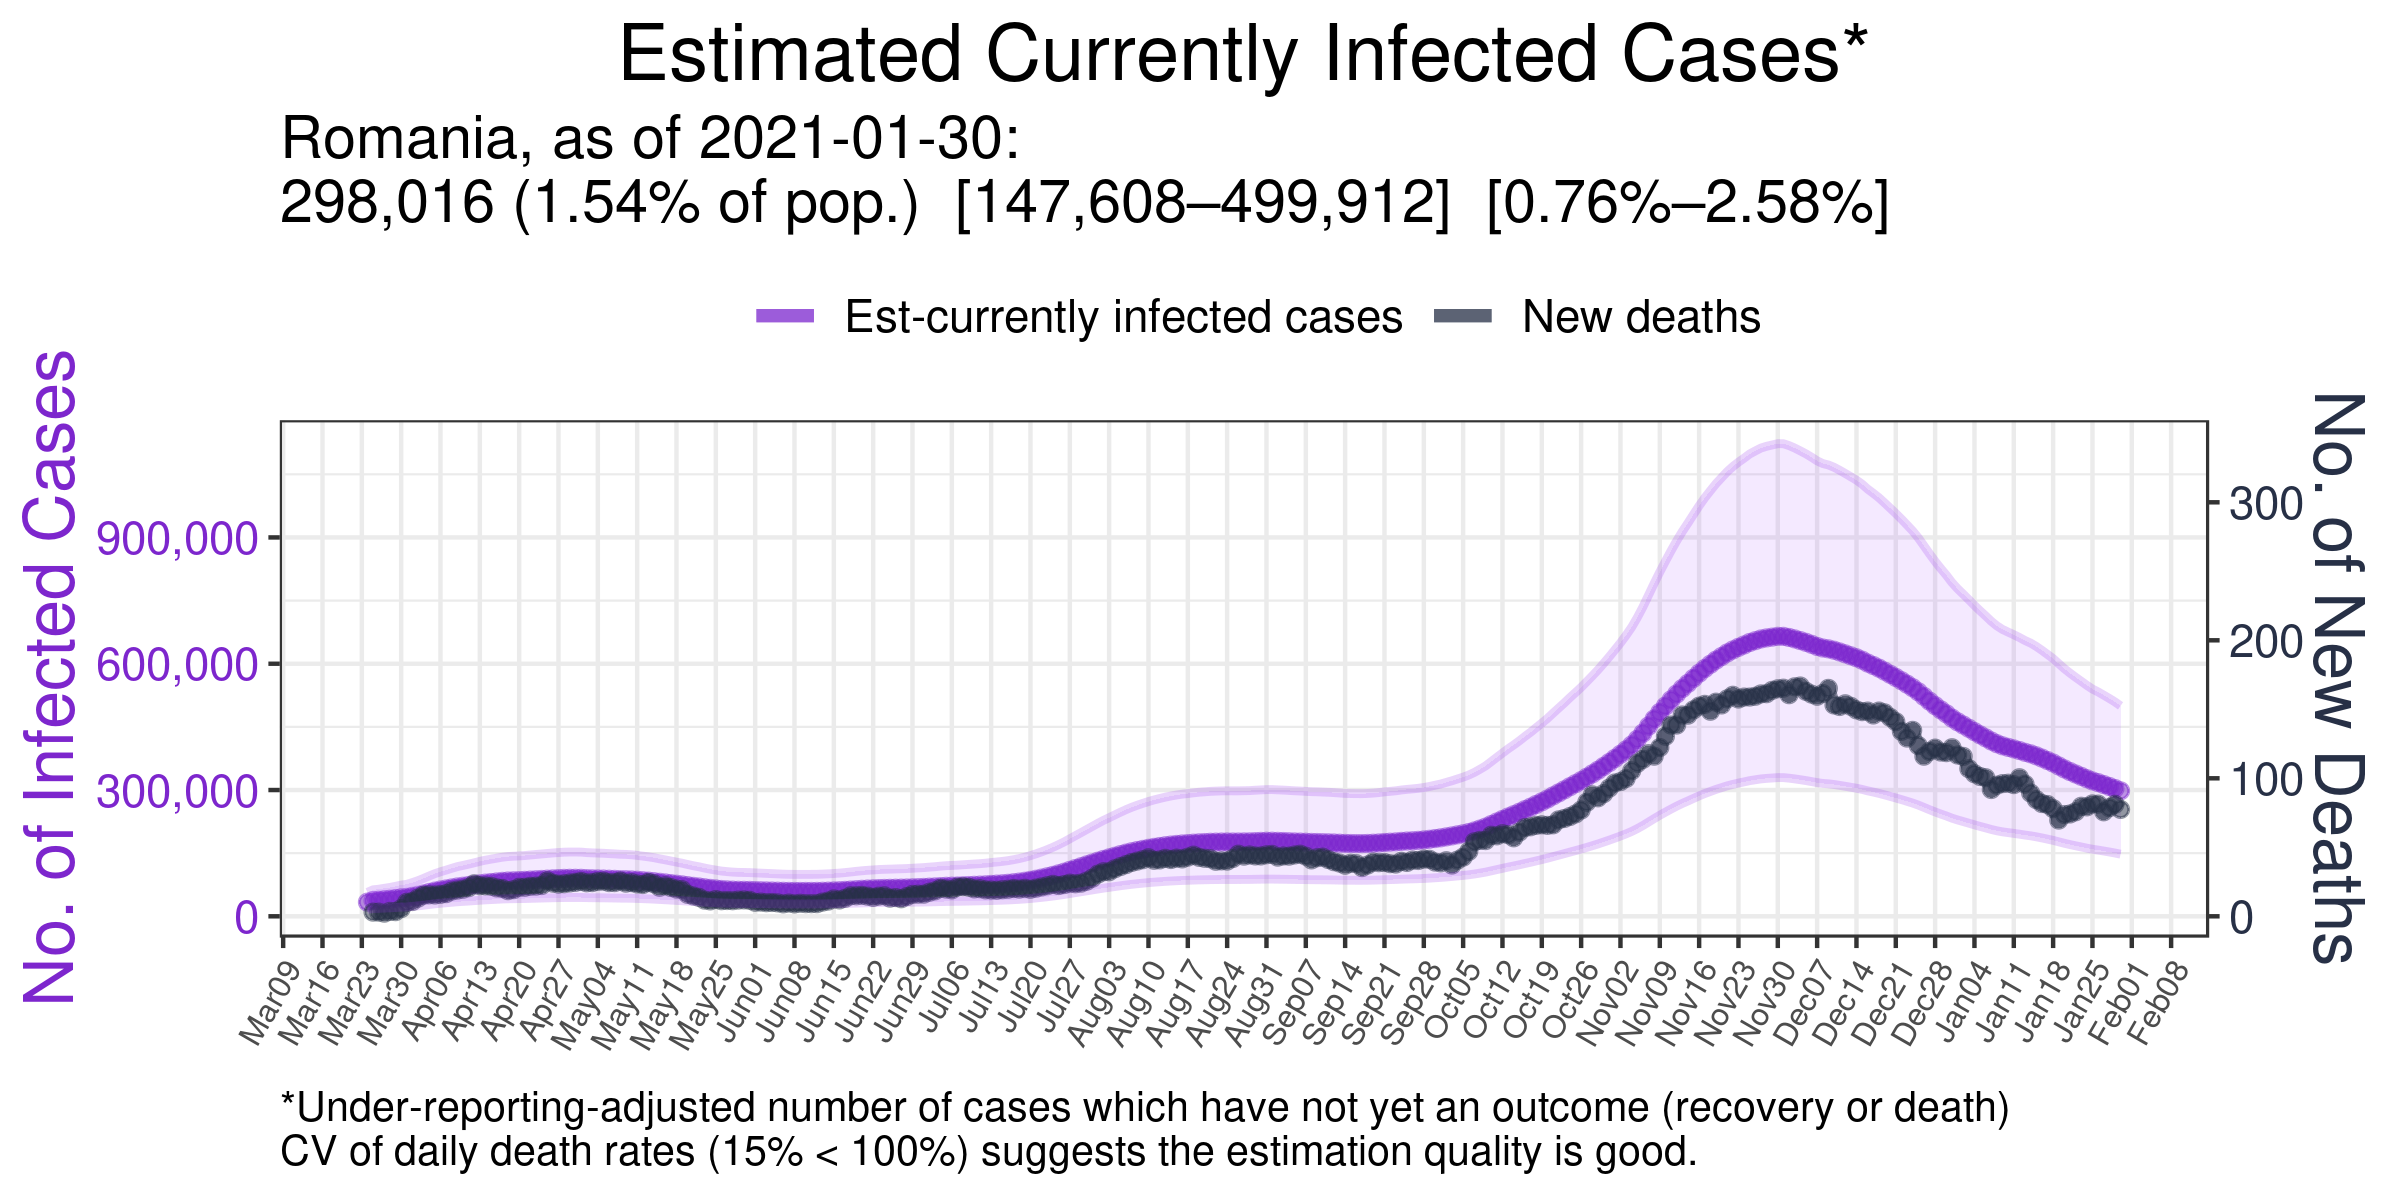 Estimated Currently Infected Cases*
Romania, as of 2021-01-30:
298,016 (1.54% of pop.) [147,608–499,912] [0.76%–2.58%]
Est-currently infected cases
New deaths
No. of Infected Cases
900,000
600,000
300,000
0
300
200
100
0
No. of New Deaths
Mar09
Mar16
Mar23
Mar30
Apr06
Apr13
Apr20
Apr27
May04
May11
May18
May25
Jun01
Jun08
Jun15
Jun22
Jun29
Jul06
Jul13
Jul20
Jul27
Aug03
Aug10
Aug17
Aug24
Aug31
Sep07
Sep14
Sep21
Sep28
Oct05
Oct12
Oct19
Oct26
Nov02
Nov09
Nov16
Nov23
Nov30
Dec07
Dec14
Dec21
Dec28
Jan04
Jan11
Jan18
Jan25
Feb01
Feb08
*Under-reporting-adjusted number of cases which have not yet an outcome (recovery or death)
CV of daily death rates (15% < 100%) suggests the estimation quality is good.